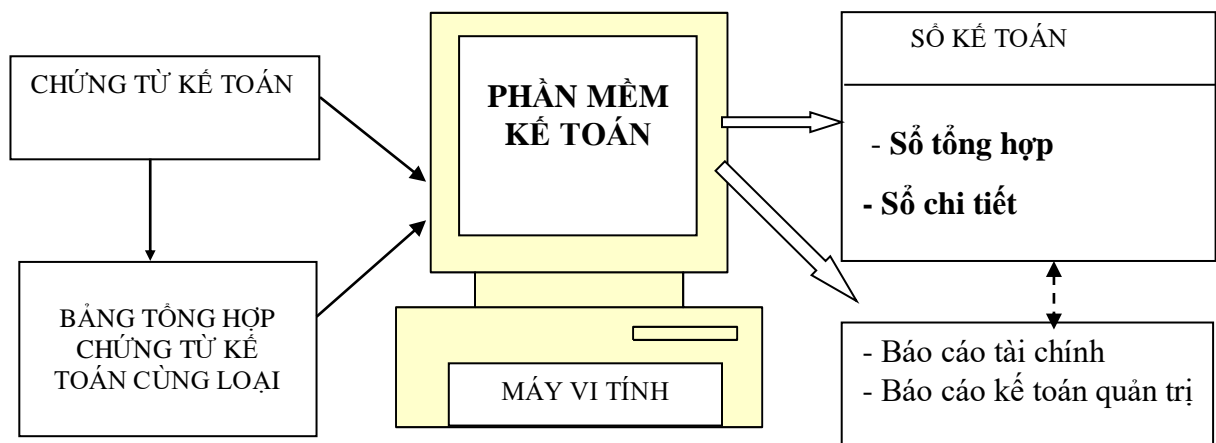 CHỨNG TỪ KẾ TOÁN
BẢNG TỔNG HỢP
CHỨNG TỪ KẾ
TOÁN CÙNG LOẠI
PHẦN MỀM
KẾ TOÁN
MÁY VI TÍNH
SỔ KẾ TOÁN
- Sổ tổng hợp
- Sổ chi tiết
- Báo cáo tài chính
- Báo cáo kế toán quản trị